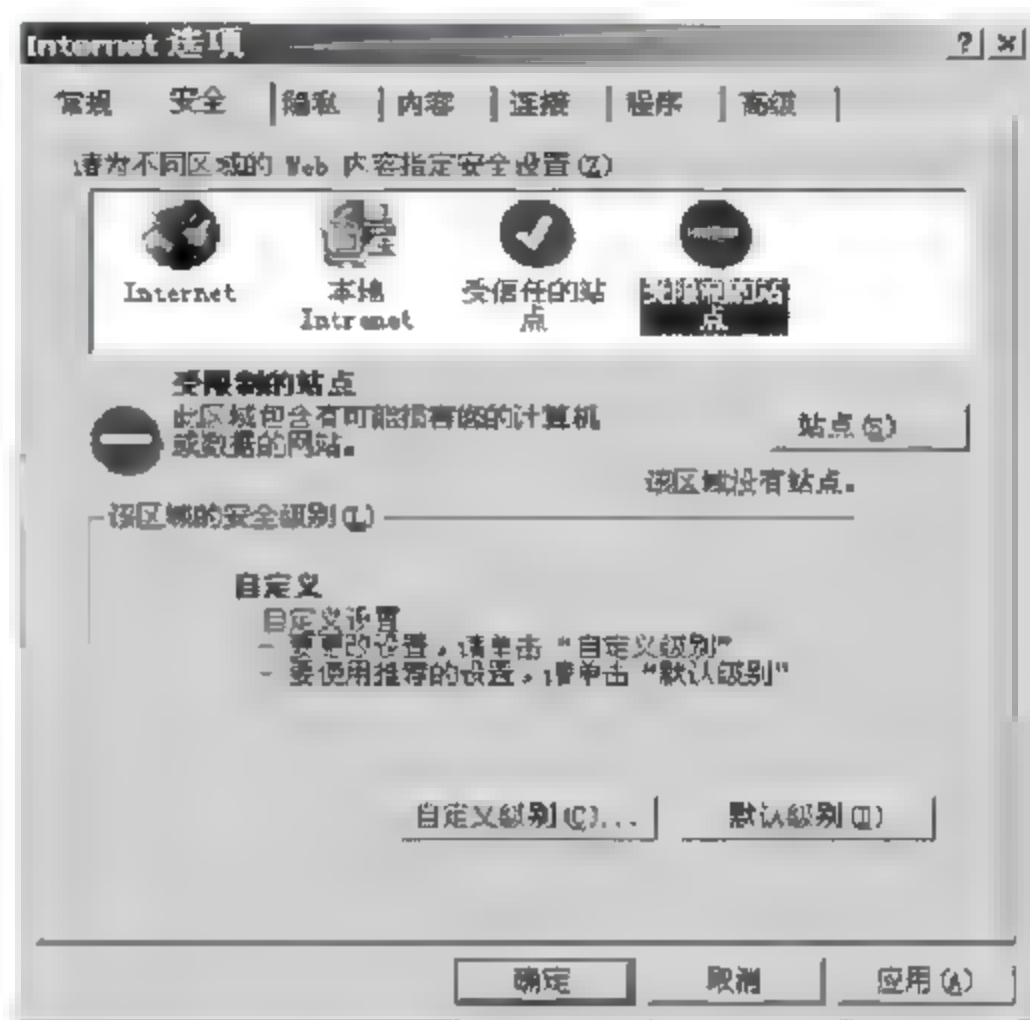 Internet 选项
常规 安全 隐私 内容 连接 程序 高级
请为不同区域的 Web 内容指定安全设置(Z)
Internet
本地
Intranet
受信任的站
点
受限制的站
点
受限制的站点
此区域包含有可能损害您的计算机
或数据的网站。
站点(S)
该区域没有站点。
该区域的安全级别(L)
自定义
自定义设置
- 要更改设置,请单击“自定义级别”
- 要使用推荐的设置,请单击“默认级别”
自定义级别(C)... 默认级别(D)
确定 取消 应用(A)